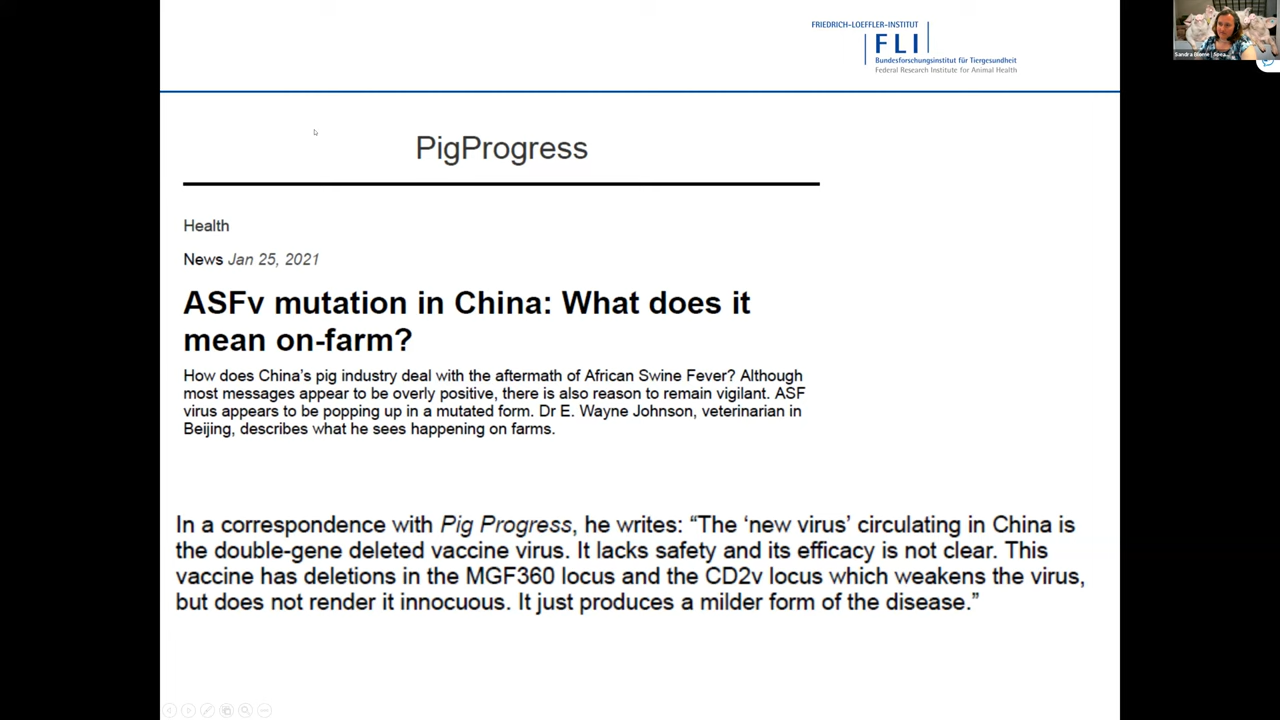 FRIEDRICH-LOEFFLER-INSTITUT
FLI
Bundesforschungsinstitut für Tiergesundheit
Federal Research Institute for Animal Health
Sandra Blome
PigProgress
Health
News Jan 25, 2021
ASFv mutation in China: What does it
mean on-farm?
How does China’s pig industry deal with the aftermath of African Swine Fever? Although
most messages appear to be overly positive, there is also reason to remain vigilant. ASF
virus appears to be popping up in a mutated form. Dr E. Wayne Johnson, veterinarian in
Beijing, describes what he sees happening on farms.
In a correspondence with Pig Progress, he writes: “The ‘new virus’ circulating in China is
the double-gene deleted vaccine virus. It lacks safety and its efficacy is not clear. This
vaccine has deletions in the MGF360 locus and the CD2v locus which weakens the virus,
but does not render it innocuous. It just produces a milder form of the disease.”